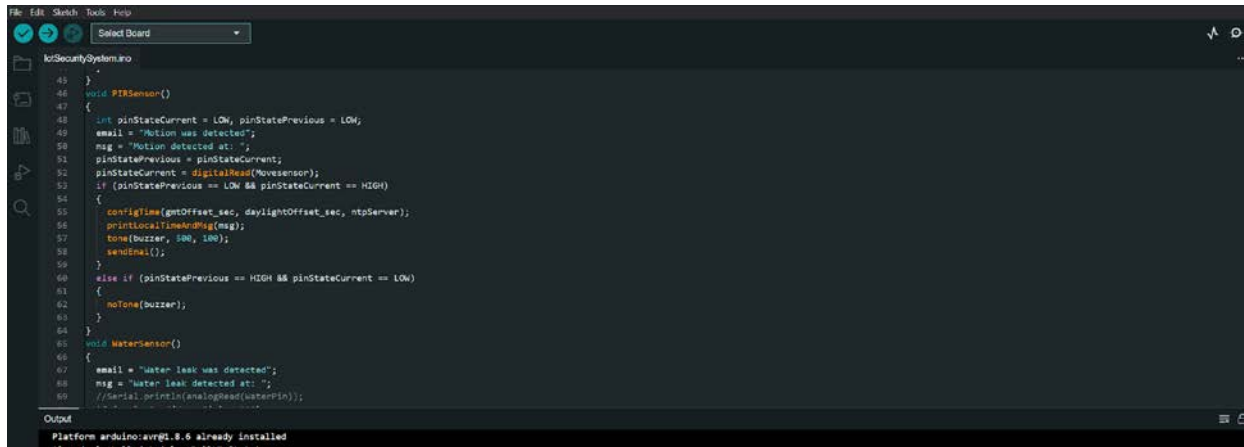 File Edit Sketch Tools Help
Select Board
IotSecuritySystem.ino
45 }
46 void PIRSensor()
47 {
48 int pinStateCurrent = LOW, pinStatePrevious = LOW;
49 email = "Motion was detected";
50 msg = "Motion detected at: ";
51 pinStatePrevious = pinStateCurrent;
52 pinStateCurrent = digitalRead(Movesensor);
53 if (pinStatePrevious == LOW && pinStateCurrent == HIGH)
54 {
55 configTime(gmtOffset_sec, daylightOffset_sec, ntpServer);
56 printLocalTimeAndMsg(msg);
57 tone(buzzer, 500, 100);
58 sendEmai();
59 }
60 else if (pinStatePrevious == HIGH && pinStateCurrent == LOW)
61 {
62 noTone(buzzer);
63 }
64 }
65 void WaterSensor()
66 {
67 email = "Water leak was detected";
68 msg = "Water leak detected at: ";
69 //Serial.println(analogRead(waterPin));
Output
Platform arduino:avr@1.8.6 already installed